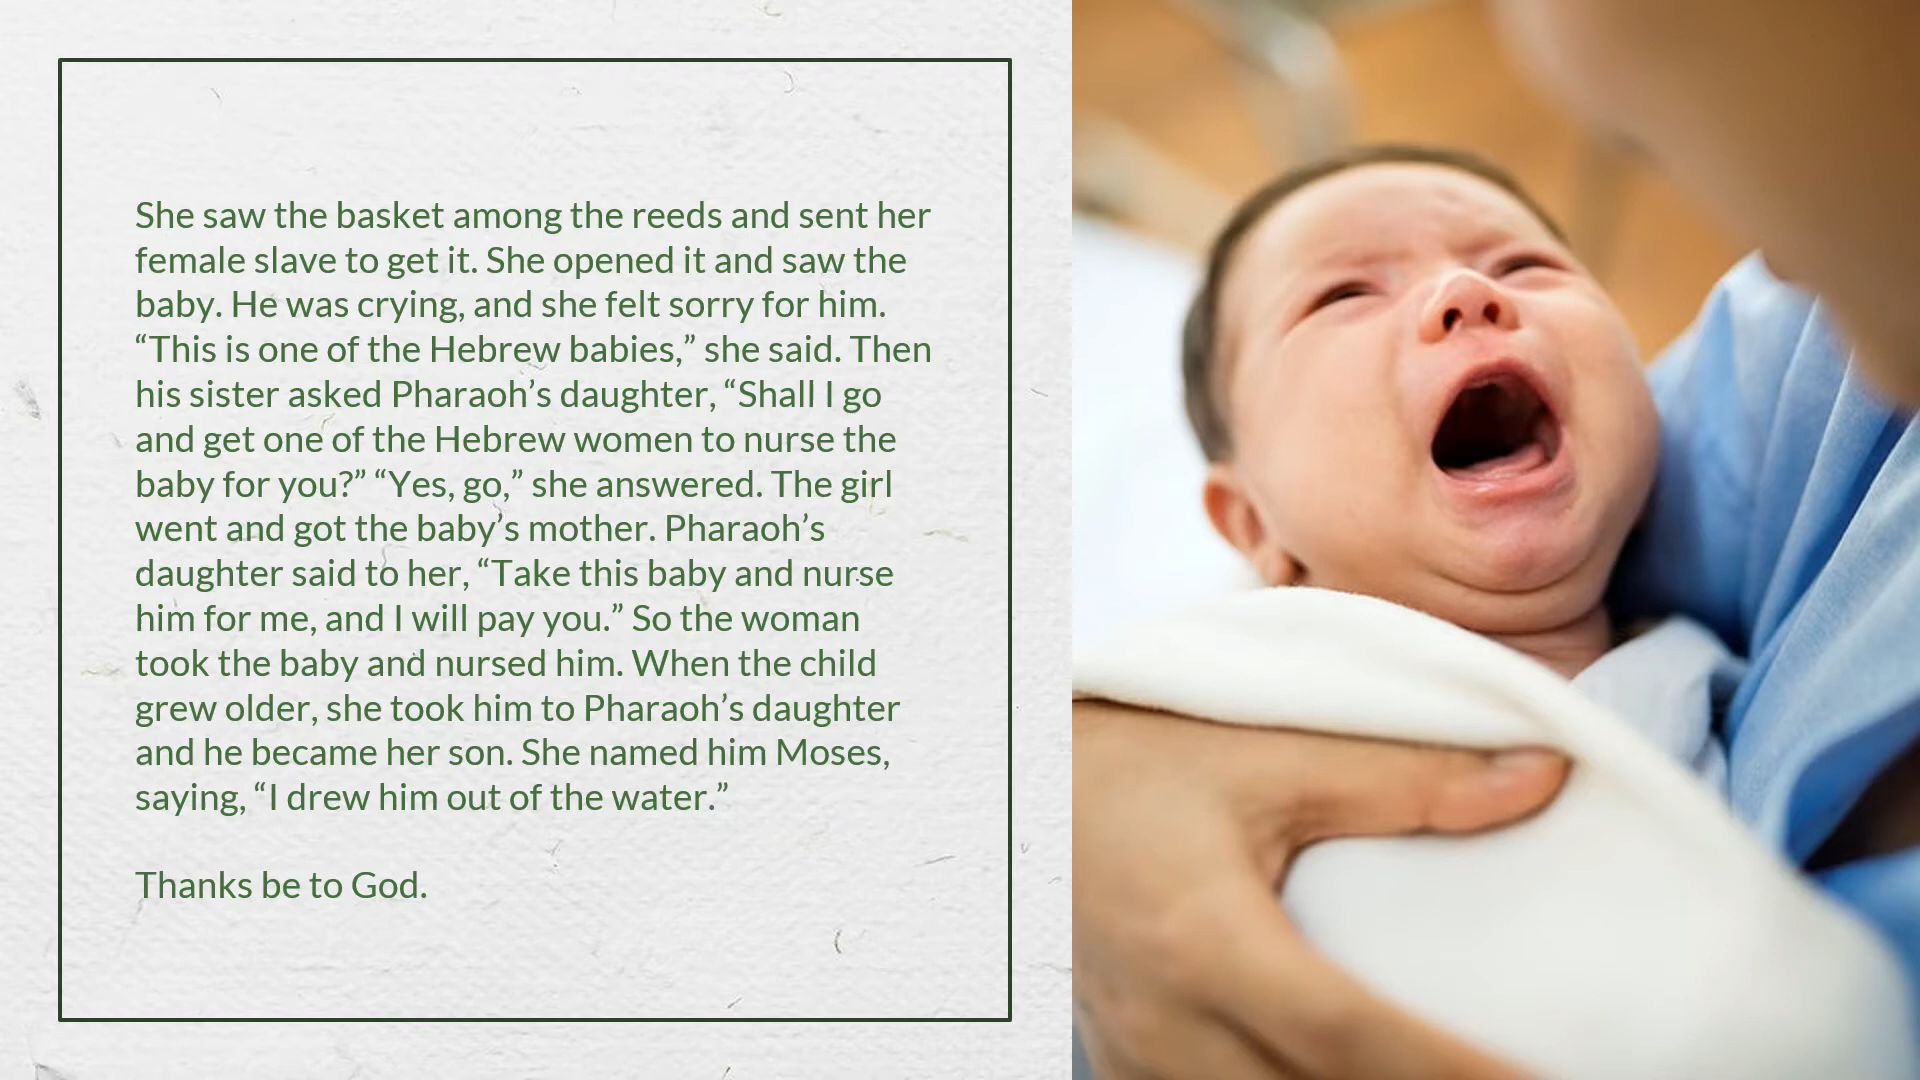 She saw the basket among the reeds and sent her
female slave to get it. She opened it and saw the
baby. He was crying, and she felt sorry for him.
“This is one of the Hebrew babies,” she said. Then
his sister asked Pharaoh’s daughter, “Shall I go
and get one of the Hebrew women to nurse the
baby for you?” “Yes, go,” she answered. The girl
went and got the baby’s mother. Pharaoh’s
daughter said to her, “Take this baby and nurse
him for me, and I will pay you.” So the woman
took the baby and nursed him. When the child
grew older, she took him to Pharaoh’s daughter
and he became her son. She named him Moses,
saying, “I drew him out of the water.”
Thanks be to God.